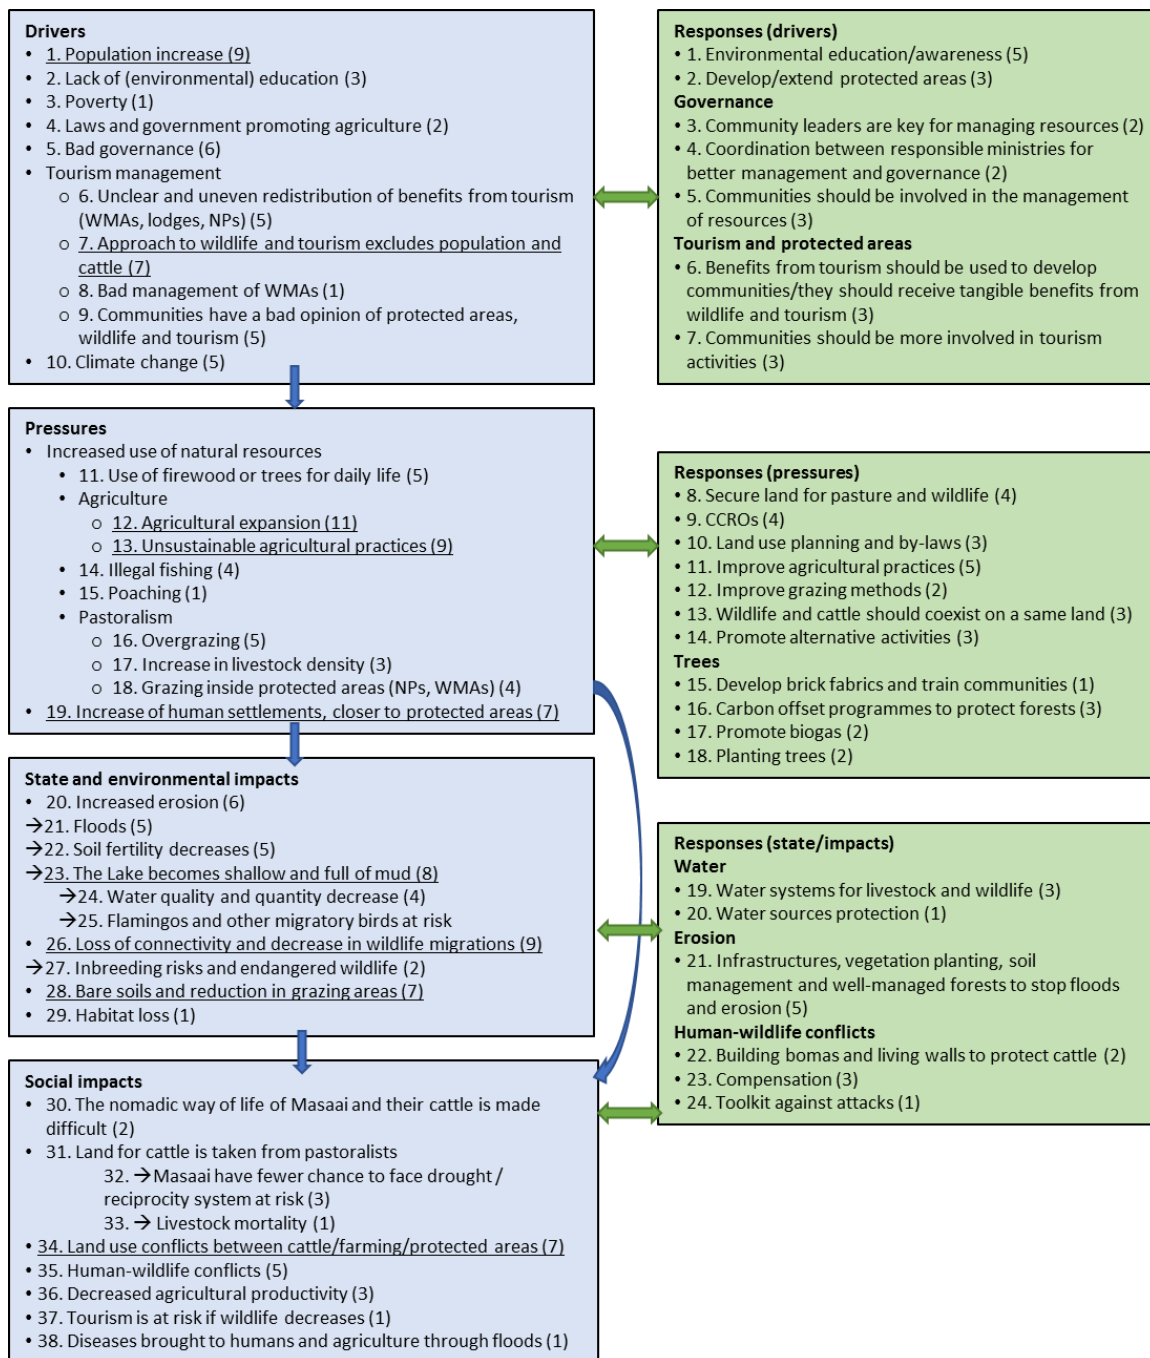 Drivers
• 1. Population increase (9)
• 2. Lack of (environmental) education (3)
• 3. Poverty (1)
• 4. Laws and government promoting agriculture (2)
• 5. Bad governance (6)
• Tourism management
o 6. Unclear and uneven redistribution of benefits from tourism
(WMAs, lodges, NPs) (5)
o 7. Approach to wildlife and tourism excludes population and
cattle (7)
o 8. Bad management of WMAs (1)
o 9. Communities have a bad opinion of protected areas,
wildlife and tourism (5)
• 10. Climate change (5)
Responses (drivers)
• 1. Environmental education/awareness (5)
• 2. Develop/extend protected areas (3)
Governance
• 3. Community leaders are key for managing resources (2)
• 4. Coordination between responsible ministries for
better management and governance (2)
• 5. Communities should be involved in the management
of resources (3)
Tourism and protected areas
• 6. Benefits from tourism should be used to develop
communities/they should receive tangible benefits from
wildlife and tourism (3)
• 7. Communities should be more involved in tourism
activities (3)
Pressures
• Increased use of natural resources
• 11. Use of firewood or trees for daily life (5)
• Agriculture
o 12. Agricultural expansion (11)
o 13. Unsustainable agricultural practices (9)
• 14. Illegal fishing (4)
• 15. Poaching (1)
• Pastoralism
o 16. Overgrazing (5)
o 17. Increase in livestock density (3)
o 18. Grazing inside protected areas (NPs, WMAs) (4)
• 19. Increase of human settlements, closer to protected areas (7)
Responses (pressures)
• 8. Secure land for pasture and wildlife (4)
• 9. CCROs (4)
• 10. Land use planning and by-laws (3)
• 11. Improve agricultural practices (5)
• 12. Improve grazing methods (2)
• 13. Wildlife and cattle should coexist on a same land (3)
• 14. Promote alternative activities (3)
Trees
• 15. Develop brick fabrics and train communities (1)
• 16. Carbon offset programmes to protect forests (3)
• 17. Promote biogas (2)
• 18. Planting trees (2)
State and environmental impacts
• 20. Increased erosion (6)
→21. Floods (5)
→22. Soil fertility decreases (5)
→23. The Lake becomes shallow and full of mud (8)
→24. Water quality and quantity decrease (4)
→25. Flamingos and other migratory birds at risk
• 26. Loss of connectivity and decrease in wildlife migrations (9)
→27. Inbreeding risks and endangered wildlife (2)
• 28. Bare soils and reduction in grazing areas (7)
• 29. Habitat loss (1)
Responses (state/impacts)
Water
• 19. Water systems for livestock and wildlife (3)
• 20. Water sources protection (1)
Erosion
• 21. Infrastructures, vegetation planting, soil
management and well-managed forests to stop floods
and erosion (5)
Human-wildlife conflicts
• 22. Building bomas and living walls to protect cattle (2)
• 23. Compensation (3)
• 24. Toolkit against attacks (1)
Social impacts
• 30. The nomadic way of life of Masaai and their cattle is made
difficult (2)
• 31. Land for cattle is taken from pastoralists
32. →Masaai have fewer chance to face drought /
reciprocity system at risk (3)
33. → Livestock mortality (1)
• 34. Land use conflicts between cattle/farming/protected areas (7)
• 35. Human-wildlife conflicts (5)
• 36. Decreased agricultural productivity (3)
• 37. Tourism is at risk if wildlife decreases (1)
• 38. Diseases brought to humans and agriculture through floods (1)